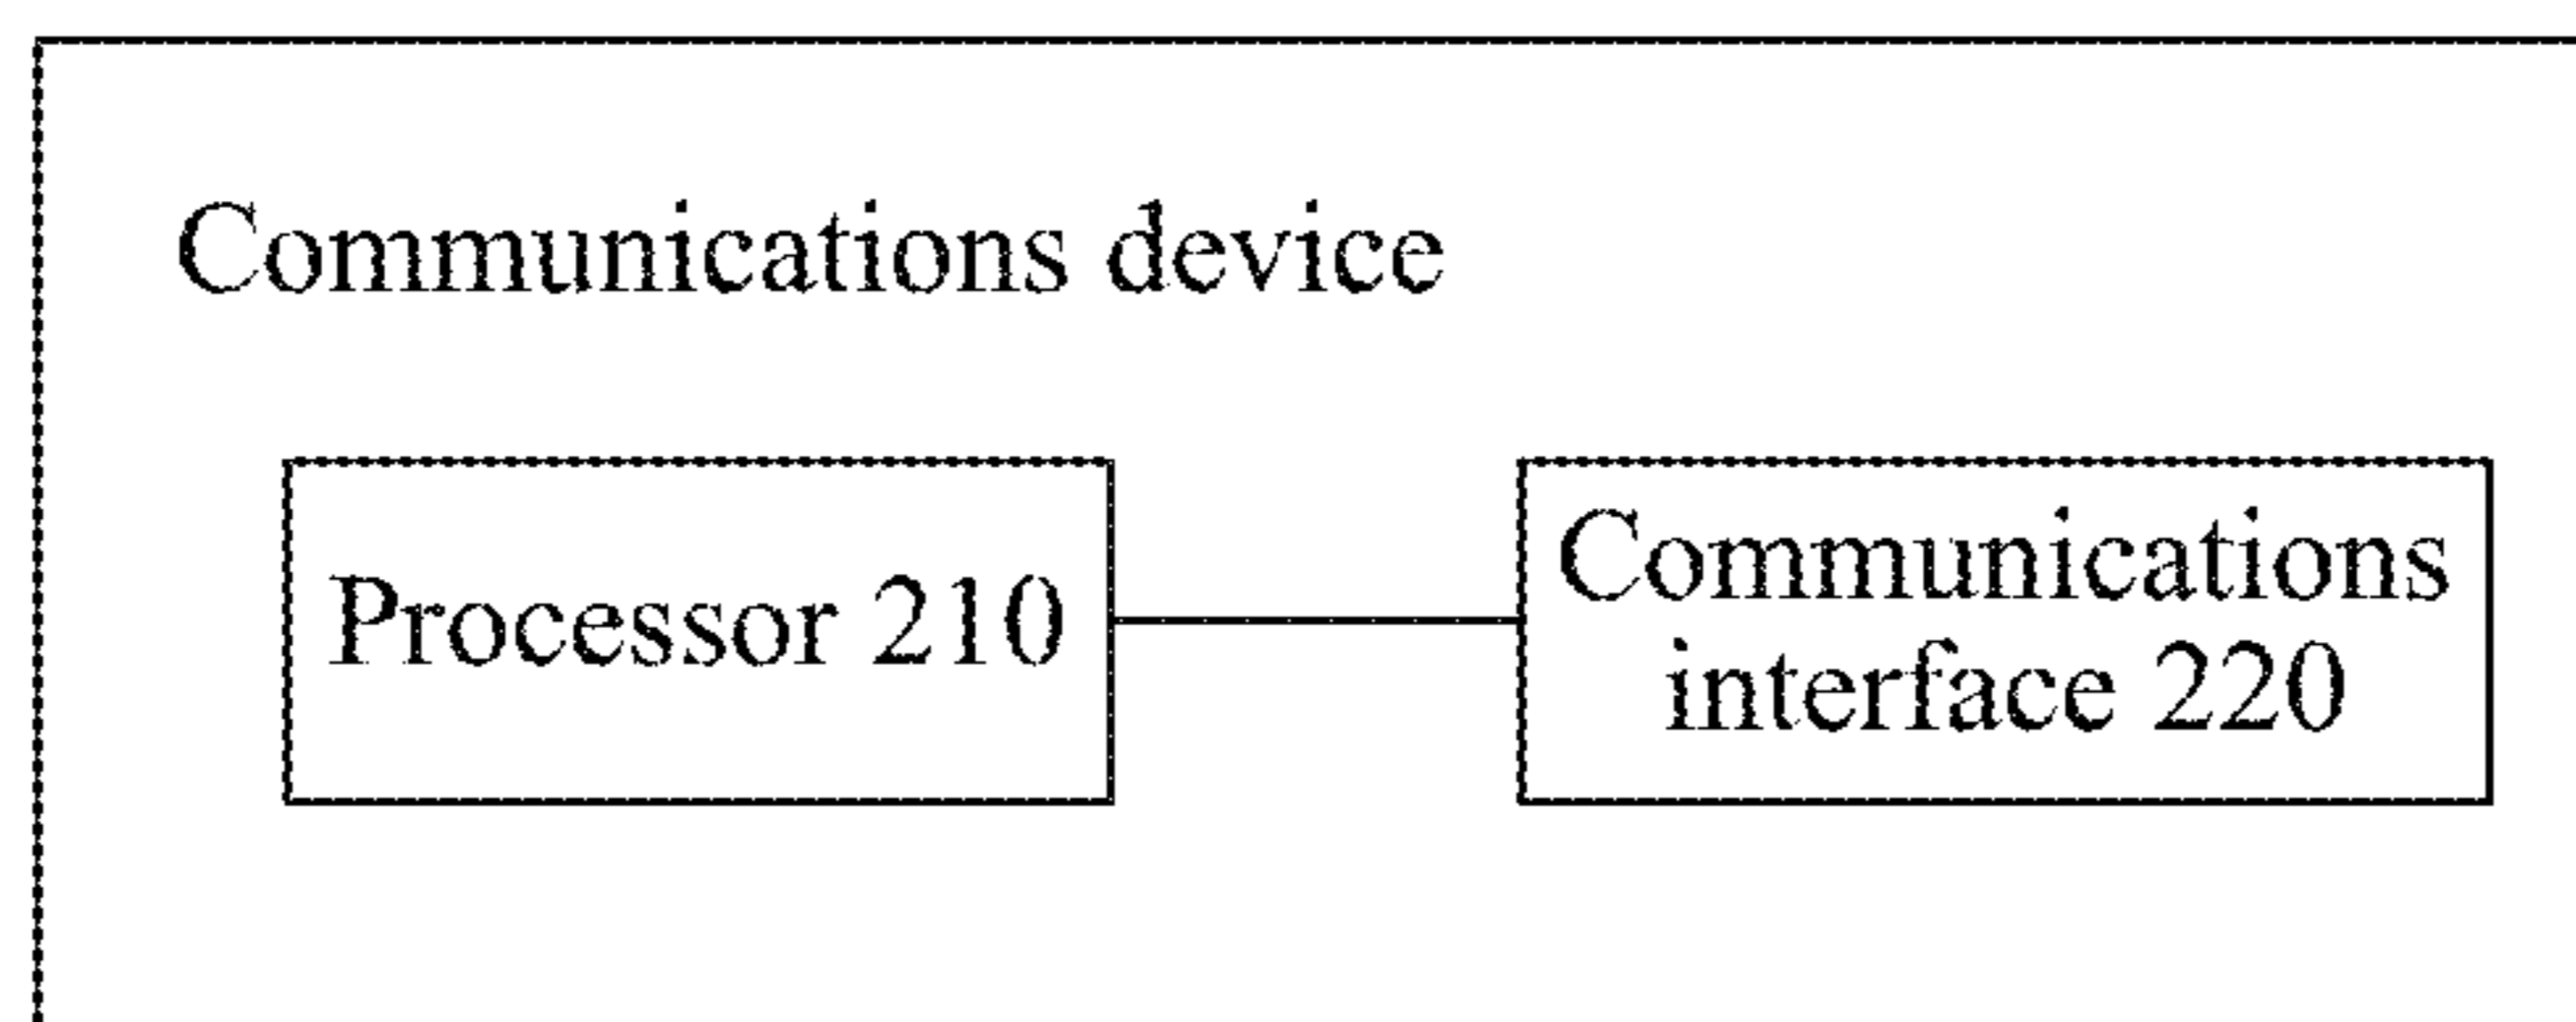 Communications device
Processor 210
Communications
interface 220